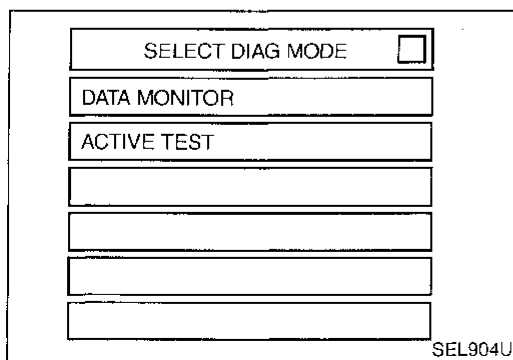 SELECT DIAG MODE
DATA MONITOR
ACTIVE TEST
SEL904U